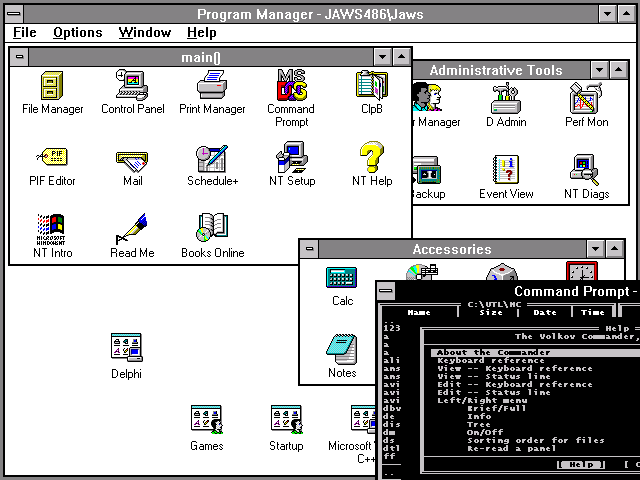 Program Manager - JAWS486\Jaws
File Options Window Help
main()
File Manager
Control Panel
Print Manager
Command Prompt
ClpB
PIF Editor
Mail
Schedule+
NT Setup
NT Help
MICROSOFT
WINDOWS NT
NT Intro
Read Me
Books Online
Administrative Tools
r Manager
D Admin
Perf Mon
Backup
Event View
NT Diags
Accessories
Calc
Notes
Delphi
Games
Startup
Microsoft
C++
Command Prompt -
C:\UTL\NC
Name Size Date Time
..
123
a
a
a
ali
ans
ans
avi
avi
avi
dbv
de
dis
dm
ds
dtl
ff
..
Help
The Volkov Commander,
About the Commander
Keyboard reference
View -- Keyboard reference
View -- Status line
Edit -- Keyboard reference
Edit -- Status line
Left/Right menu
Brief/Full
Info
Tree
On/Off
Sorting order for files
Re-read a panel
[ Help ] [ C